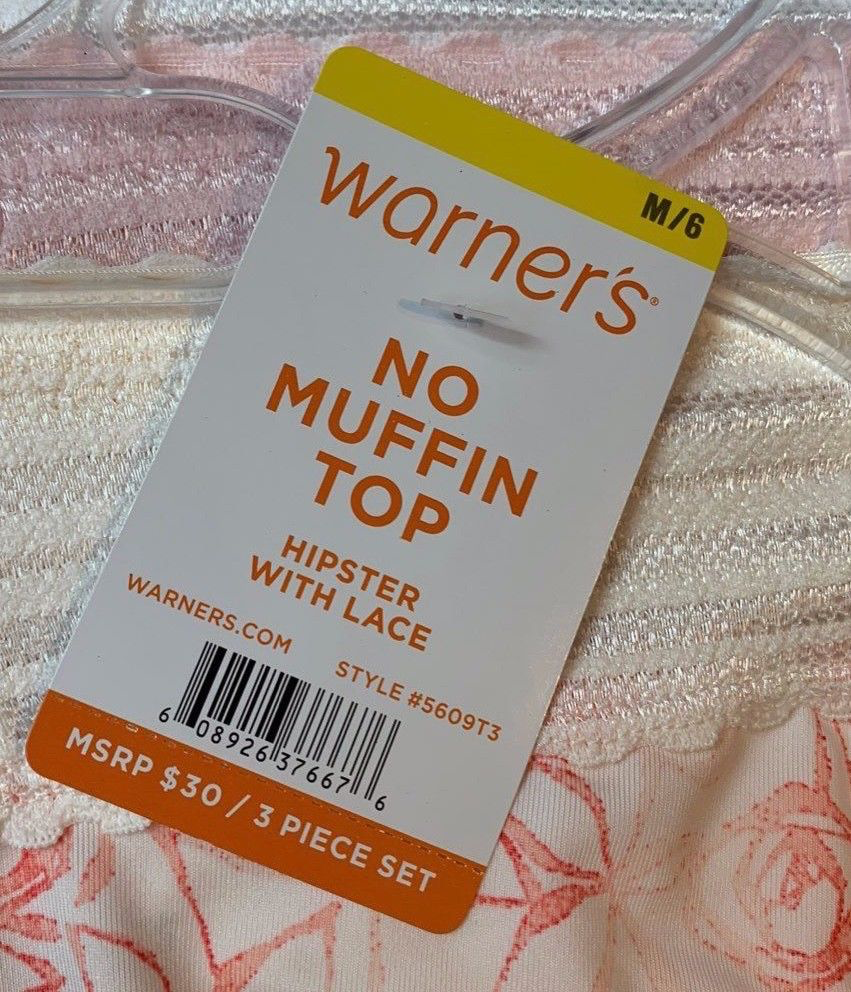 M/6
warner's®
NO
MUFFIN
TOP
HIPSTER
WITH LACE
WARNERS.COM
STYLE #5609T3
6 08926 37667 6
MSRP $30 / 3 PIECE SET